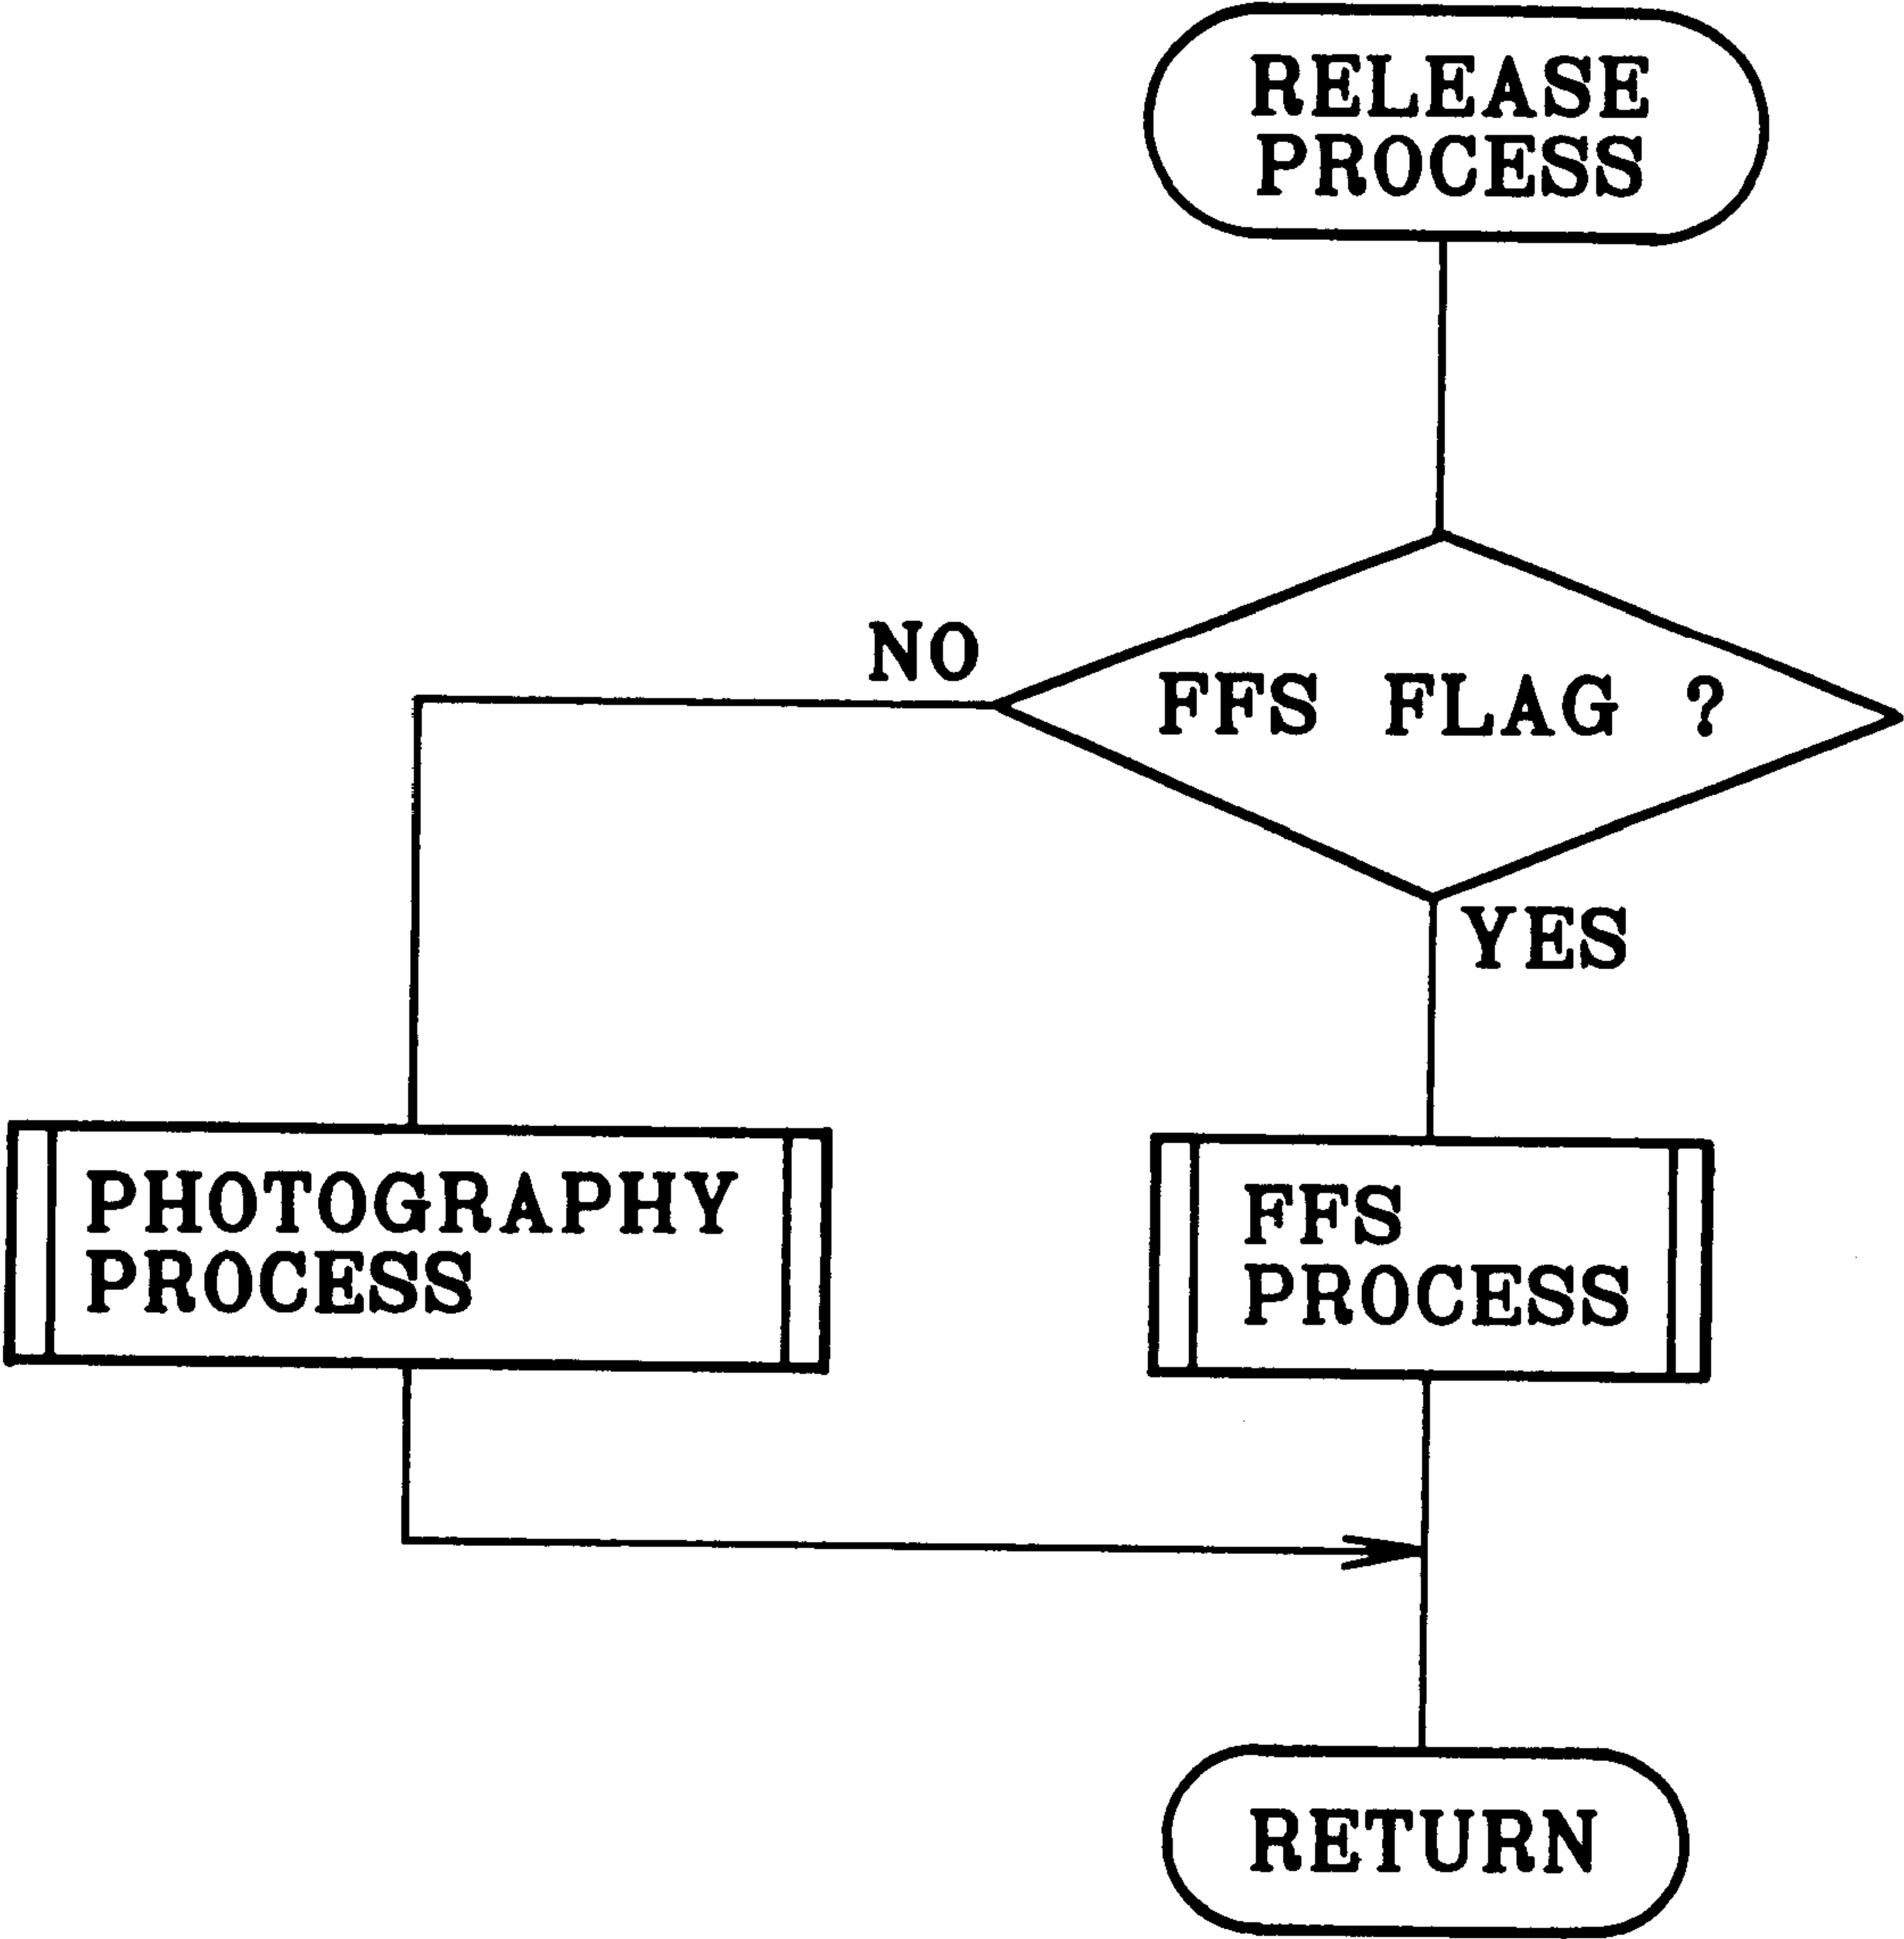 RELEASE
PROCESS
NO
FFS FLAG ?
YES
PHOTOGRAPHY
PROCESS
FFS
PROCESS
RETURN